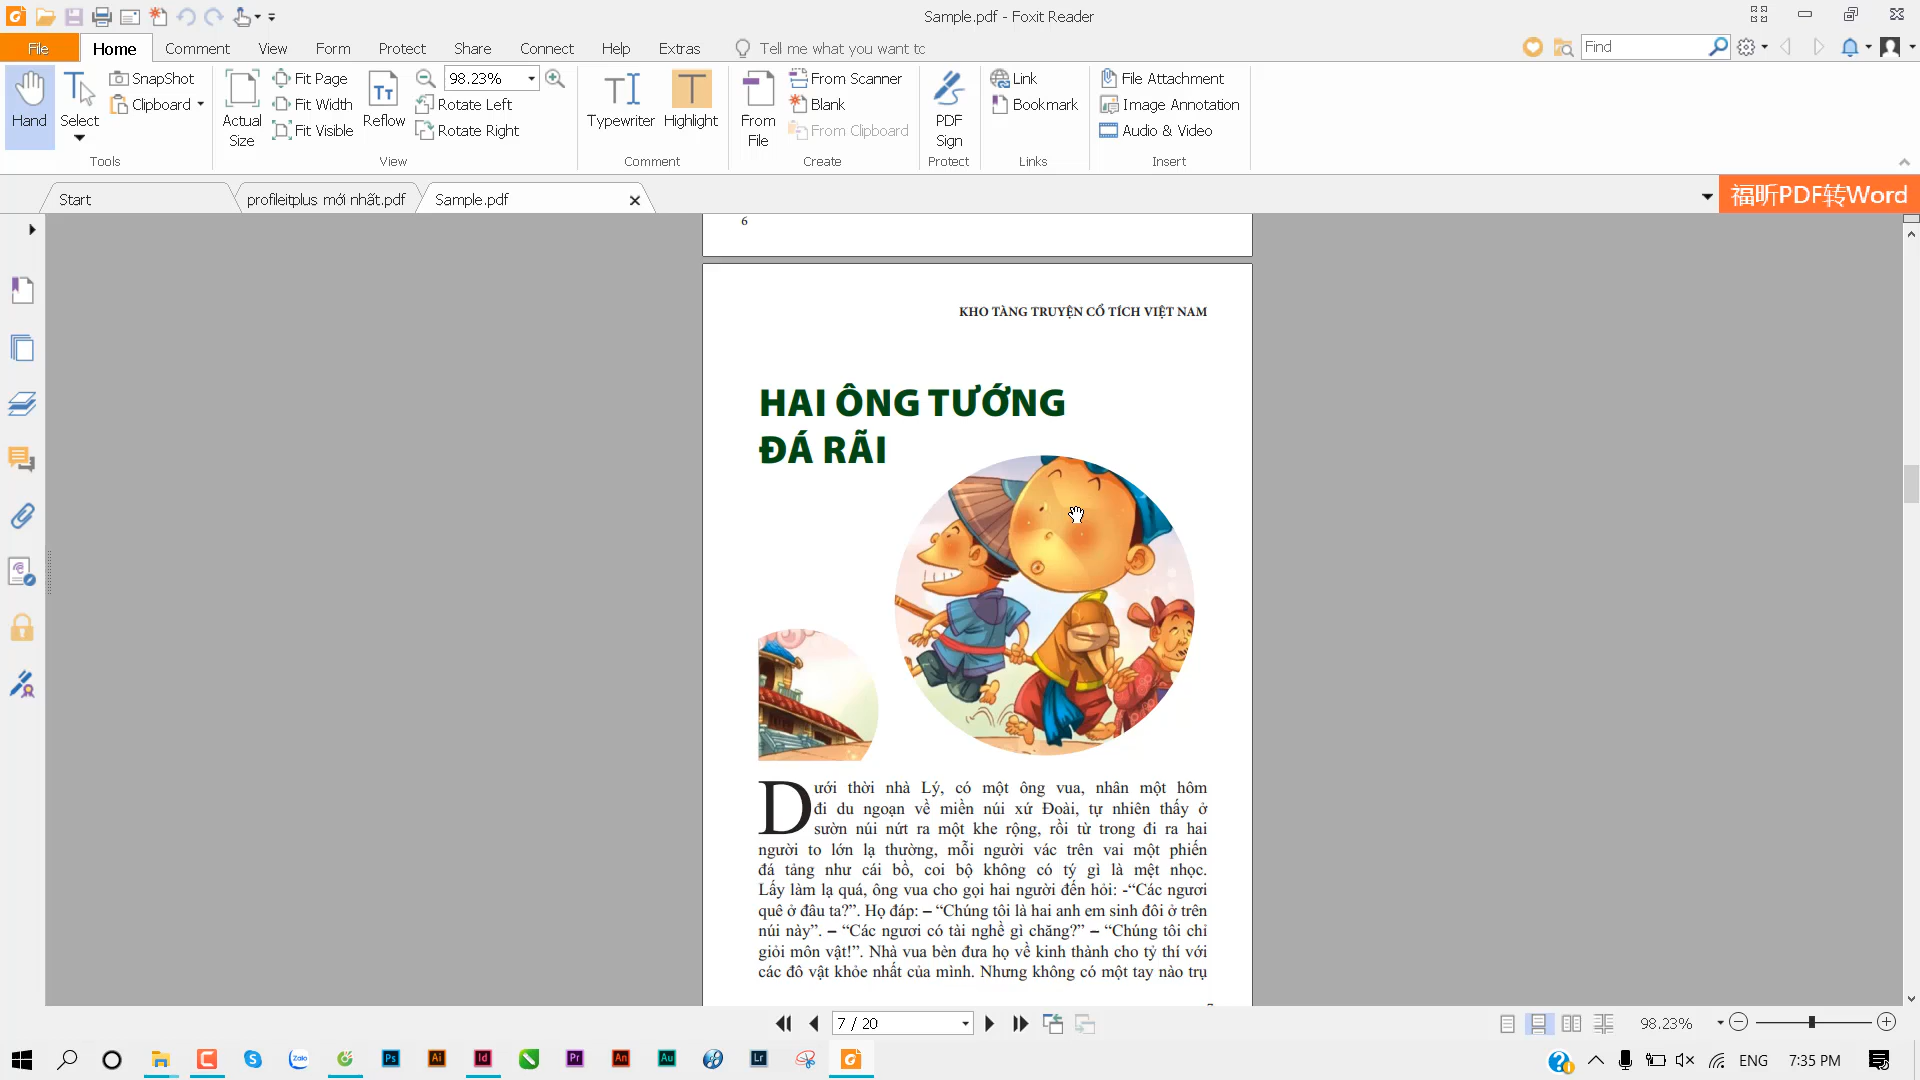 Sample.pdf - Foxit Reader
File
Home
Comment
View
Form
Protect
Share
Connect
Help
Extras
Tell me what you want to
Find
Hand
Select
SnapShot
Clipboard
Tools
Actual
Size
Fit Page
Fit Width
Fit Visible
Reflow
98.23%
Rotate Left
Rotate Right
View
Typewriter
Highlight
Comment
From
File
From Scanner
Blank
From Clipboard
Create
PDF
Sign
Protect
Link
Bookmark
Links
File Attachment
Image Annotation
Audio & Video
Insert
Start
profileitplus mới nhất.pdf
Sample.pdf
福昕PDF转Word
6
KHO TÀNG TRUYỆN CỔ TÍCH VIỆT NAM
HAI ÔNG TƯỚNG
ĐÁ RÃI
Dưới thời nhà Lý, có một ông vua, nhân một hôm
đi du ngoạn về miền núi xứ Đoài, tự nhiên thấy ở
sườn núi nứt ra một khe rộng, rồi từ trong đi ra hai
người to lớn lạ thường, mỗi người vác trên vai một phiến
đá tảng như cái bồ, coi bộ không có tý gì là mệt nhọc.
Lấy làm lạ quá, ông vua cho gọi hai người đến hỏi: -“Các ngươi
quê ở đâu ta?”. Họ đáp: – “Chúng tôi là hai anh em sinh đôi ở trên
núi này”. – “Các ngươi có tài nghề gì chăng?” – “Chúng tôi chỉ
giỏi môn vật!”. Nhà vua bèn đưa họ về kinh thành cho tỷ thí với
các đô vật khỏe nhất của mình. Nhưng không có một tay nào trụ
7 / 20
98.23%
Zalo
Ps
Ai
Id
Pr
An
Au
Lr
ENG
7:35 PM